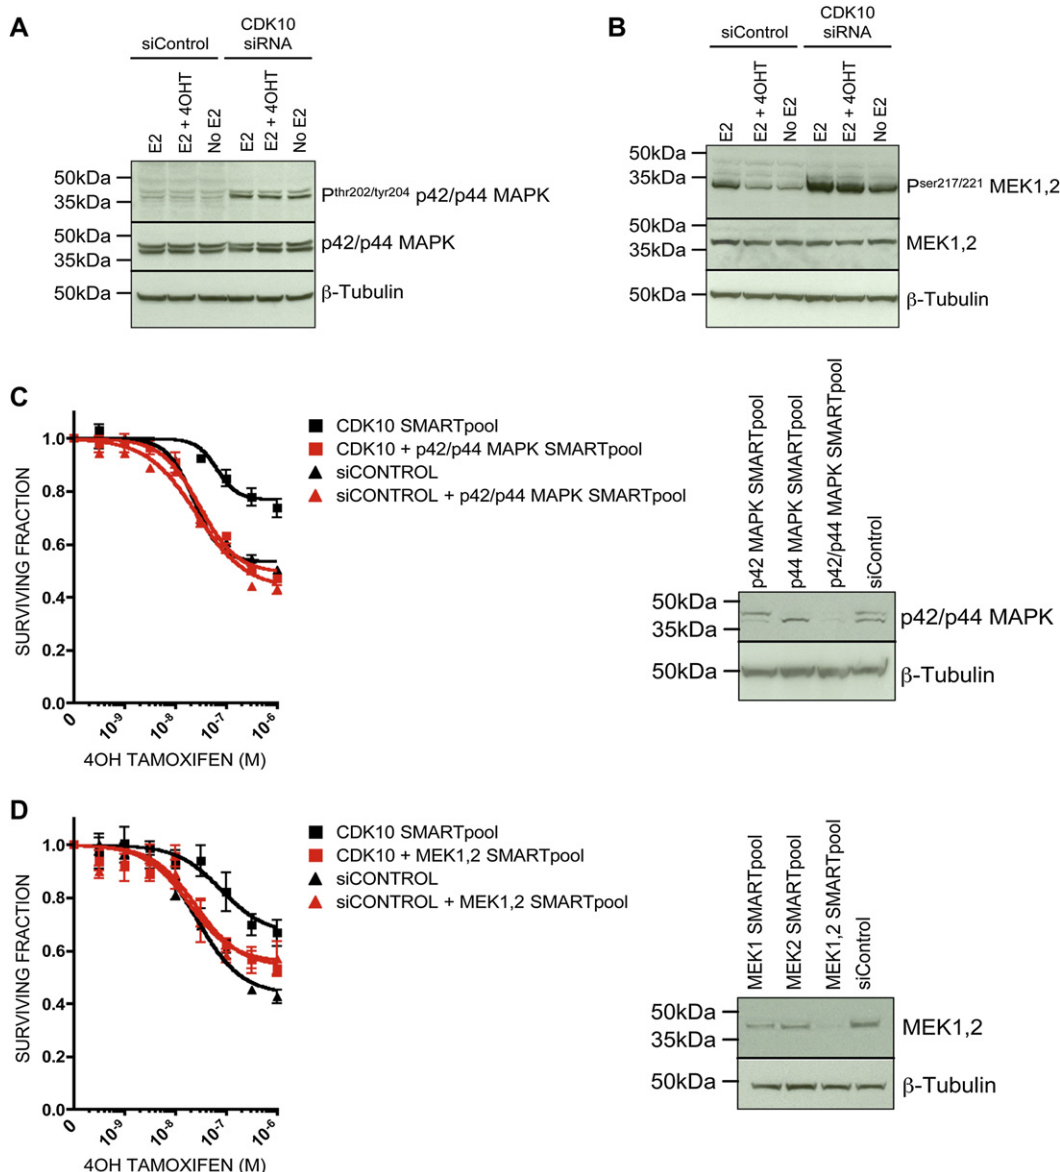 A
siControl
CDK10
siRNA
E2
E2 + 4OHT
No E2
E2
E2 + 4OHT
No E2
50kDa
35kDa
Pthr202/tyr204 p42/p44 MAPK
50kDa
35kDa
p42/p44 MAPK
50kDa
β-Tubulin
B
siControl
CDK10
siRNA
E2
E2 + 4OHT
No E2
E2
E2 + 4OHT
No E2
50kDa
35kDa
Pser217/221 MEK1,2
50kDa
35kDa
MEK1,2
50kDa
β-Tubulin
C
SURVIVING FRACTION
1.0
0.8
0.6
0.4
0.2
0.0
0
10-9
10-8
10-7
10-6
4OH TAMOXIFEN (M)
CDK10 SMARTpool
CDK10 + p42/p44 MAPK SMARTpool
siCONTROL
siCONTROL + p42/p44 MAPK SMARTpool
p42 MAPK SMARTpool
p44 MAPK SMARTpool
p42/p44 MAPK SMARTpool
siControl
50kDa
35kDa
p42/p44 MAPK
50kDa
β-Tubulin
D
SURVIVING FRACTION
1.0
0.8
0.6
0.4
0.2
0.0
0
10-9
10-8
10-7
10-6
4OH TAMOXIFEN (M)
CDK10 SMARTpool
CDK10 + MEK1,2 SMARTpool
siCONTROL
siCONTROL + MEK1,2 SMARTpool
MEK1 SMARTpool
MEK2 SMARTpool
MEK1,2 SMARTpool
siControl
50kDa
35kDa
MEK1,2
50kDa
β-Tubulin